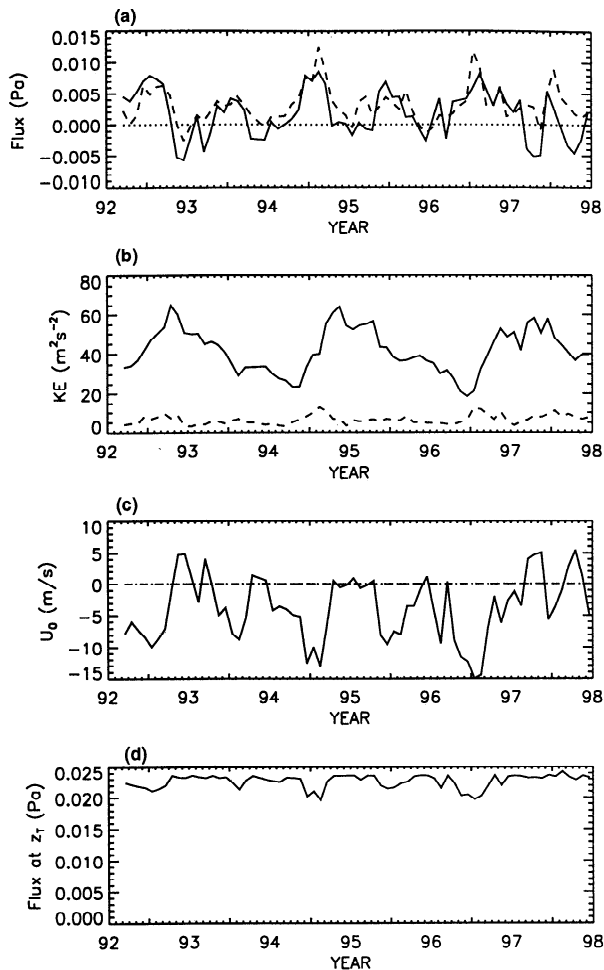 (a)
0.015
0.010
0.005
0.000
−0.005
−0.010
Flux (Pa)
92 93 94 95 96 97 98
YEAR
(b)
80
60
40
20
0
KE (m²s⁻²)
92 93 94 95 96 97 98
YEAR
(c)
10
5
0
−5
−10
−15
U₀ (m/s)
92 93 94 95 96 97 98
YEAR
(d)
0.025
0.020
0.015
0.010
0.005
0.000
Flux at z_T (Pa)
92 93 94 95 96 97 98
YEAR